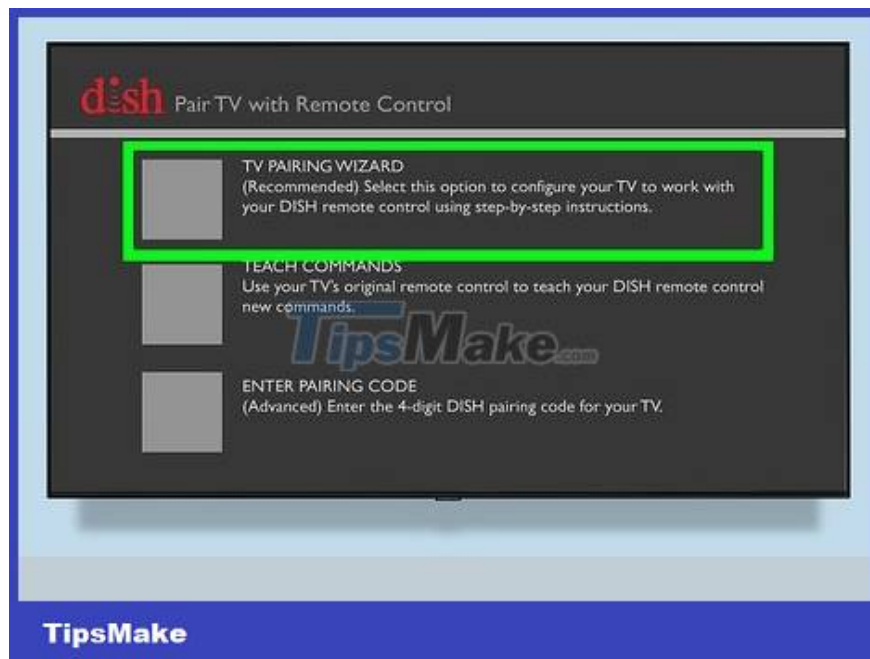 dish Pair TV with Remote Control
TV PAIRING WIZARD
(Recommended) Select this option to configure your TV to work with
your DISH remote control using step-by-step instructions.
TEACH COMMANDS
Use your TV's original remote control to teach your DISH remote control
new commands.
TipsMake.com
ENTER PAIRING CODE
(Advanced) Enter the 4-digit DISH pairing code for your TV.
TipsMake